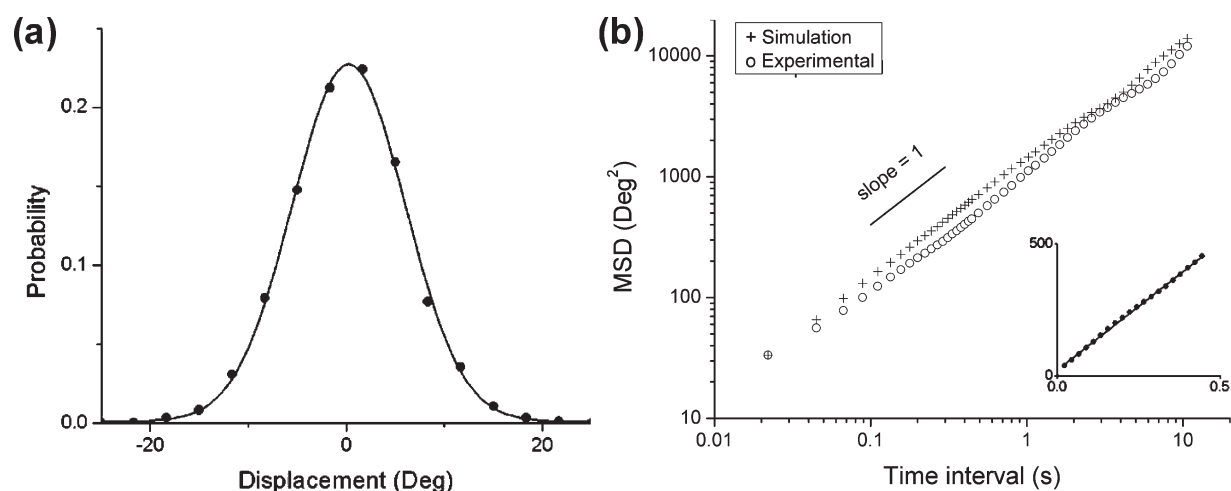 (a)
Probability
0.2
0.1
0.0
-20
0
20
Displacement (Deg)
(b)
+ Simulation
o Experimental
MSD (Deg²)
10000
1000
100
10
slope = 1
500
0
0.0
0.5
0.01
0.1
1
10
Time interval (s)